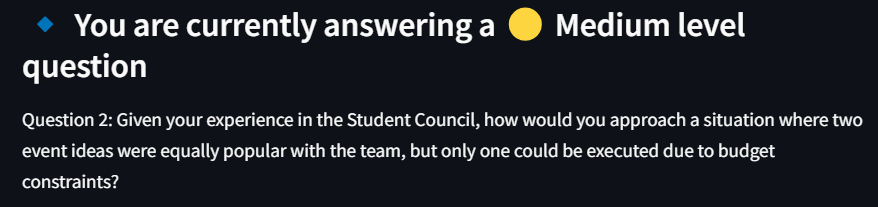 🔹 You are currently answering a 🟡 Medium level
question
Question 2: Given your experience in the Student Council, how would you approach a situation where two
event ideas were equally popular with the team, but only one could be executed due to budget
constraints?